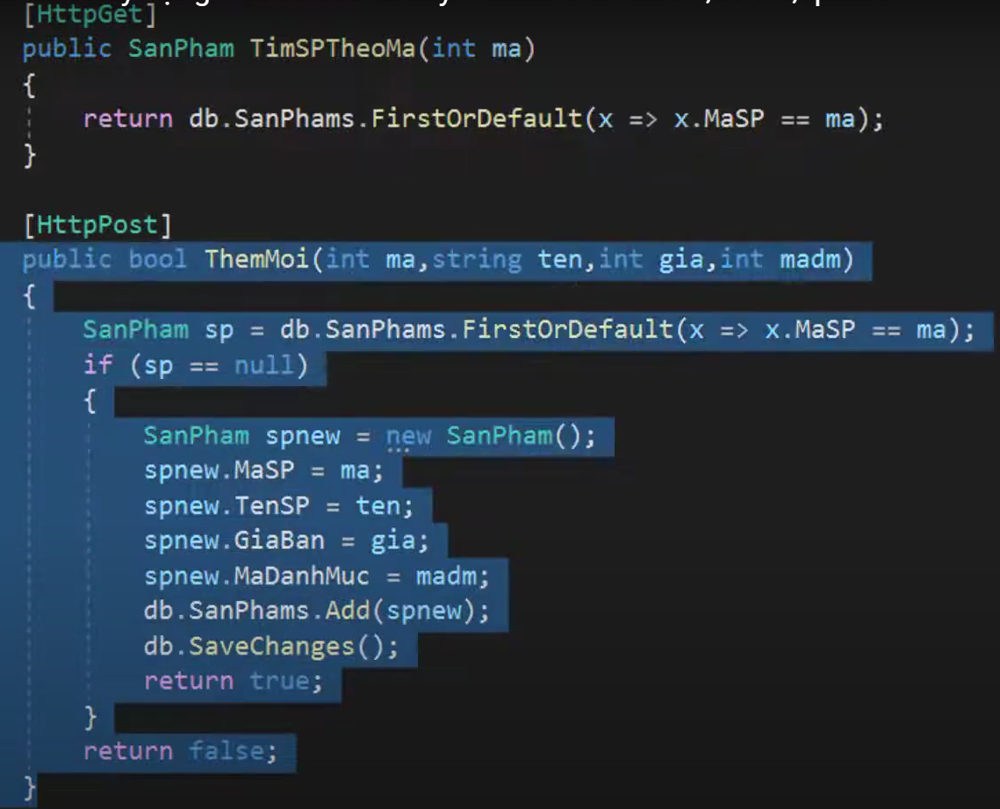 [HttpGet]
public SanPham TimSPTheoMa(int ma)
{
return db.SanPhams.FirstOrDefault(x => x.MaSP == ma);
}
[HttpPost]
public bool ThemMoi(int ma,string ten,int gia,int madm)
{
SanPham sp = db.SanPhams.FirstOrDefault(x => x.MaSP == ma);
if (sp == null)
{
SanPham spnew = new SanPham();
spnew.MaSP = ma;
spnew.TenSP = ten;
spnew.GiaBan = gia;
spnew.MaDanhMuc = madm;
db.SanPhams.Add(spnew);
db.SaveChanges();
return true;
}
return false;
}